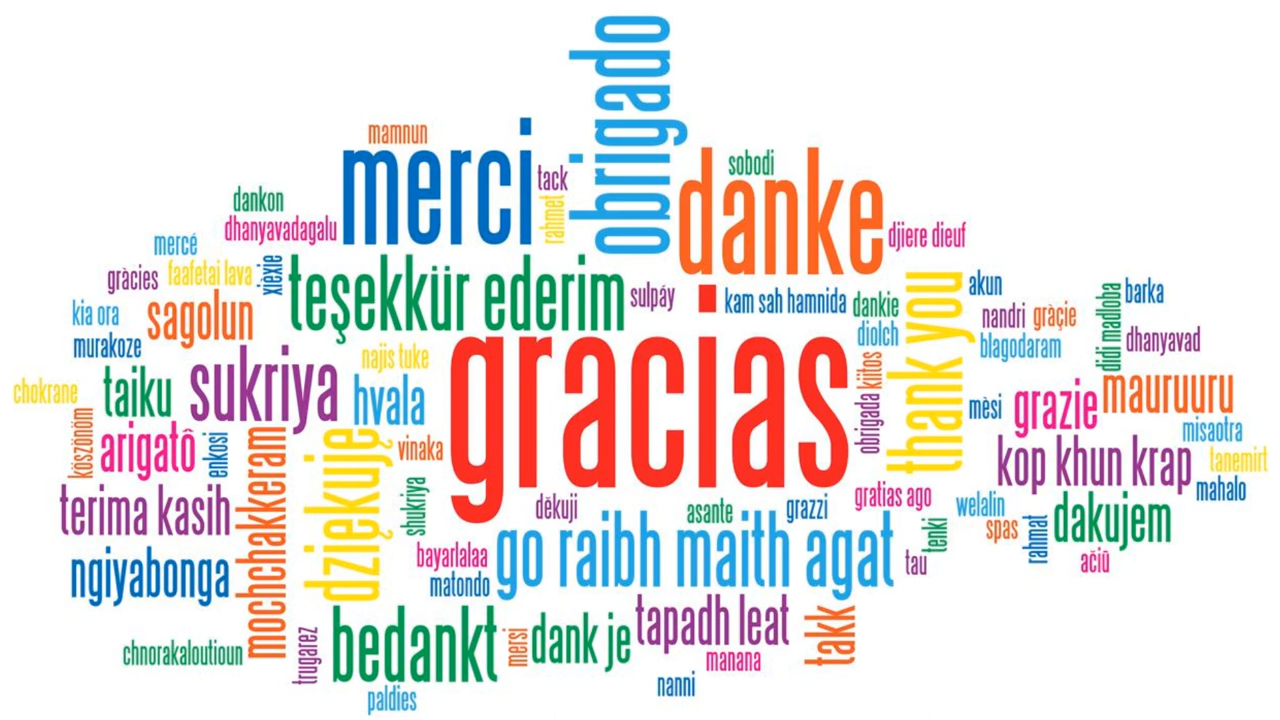 obrigado
mamnun
merci
tack
rahmet
danke
sobodi
dankon
dhanyavadagalu
djiere dieuf
mercé
gràcies
faafetai lava
xiexie
teşekkür ederim
sulpáy
kam sah hamnida
dankie
thank you
akun
barka
kia ora
sagolun
diolch
nandri
gràçie
didi madloba
murakoze
najis tuke
gracias
blagodaram
dhanyavad
chokrane
taiku
sukriya
hvala
kiitos
mèsi
grazie
mauruuru
köszönöm
arigatô
enkosi
vinaka
obrigada
misaotra
kop khun krap
tanemirt
terima kasih
mochchakkeram
dziękuję
shukriya
děkuji
asante
grazzi
gratias ago
welalin
mahalo
spas
rahmat
dakujem
tenki
ngiyabonga
bayarlalaa
go raibh maith agat
tau
ačiū
matondo
bedankt
mersi
dank je
tapadh leat
takk
chnorakaloutioun
trugarez
manana
paldies
nanni